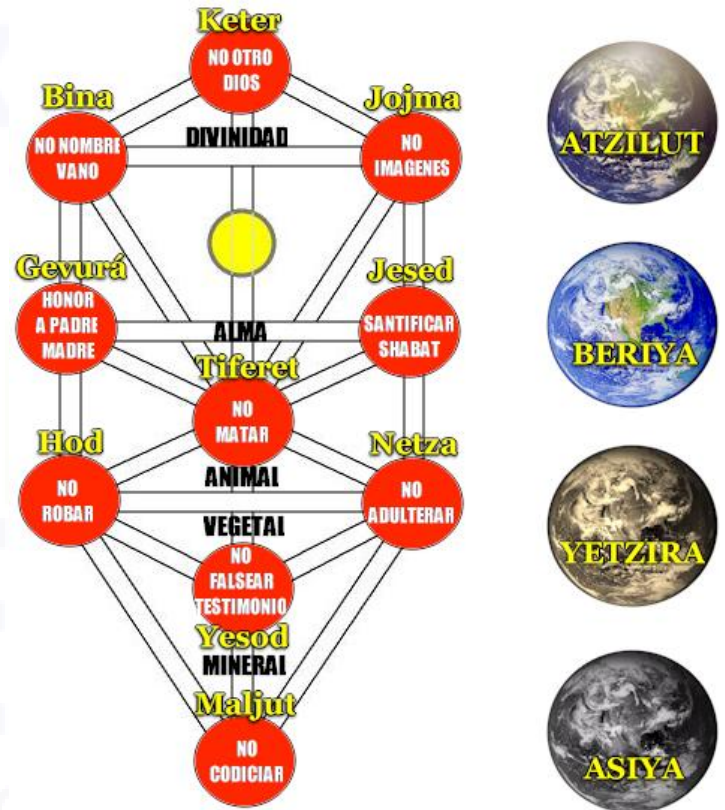 Keter
NO OTRO
DIOS
Bina
Jojma
NO NOMBRE
VANO
DIVINIDAD
NO
IMAGENES
ATZILUT
Gevurá
Jesed
HONOR
A PADRE
MADRE
ALMA
SANTIFICAR
SHABAT
BERIYA
Tiferet
NO
MATAR
Hod
Netza
NO
ROBAR
ANIMAL
NO
ADULTERAR
VEGETAL
NO
FALSEAR
TESTIMONIO
YETZIRA
Yesod
MINERAL
Maljut
NO
CODICIAR
ASIYA